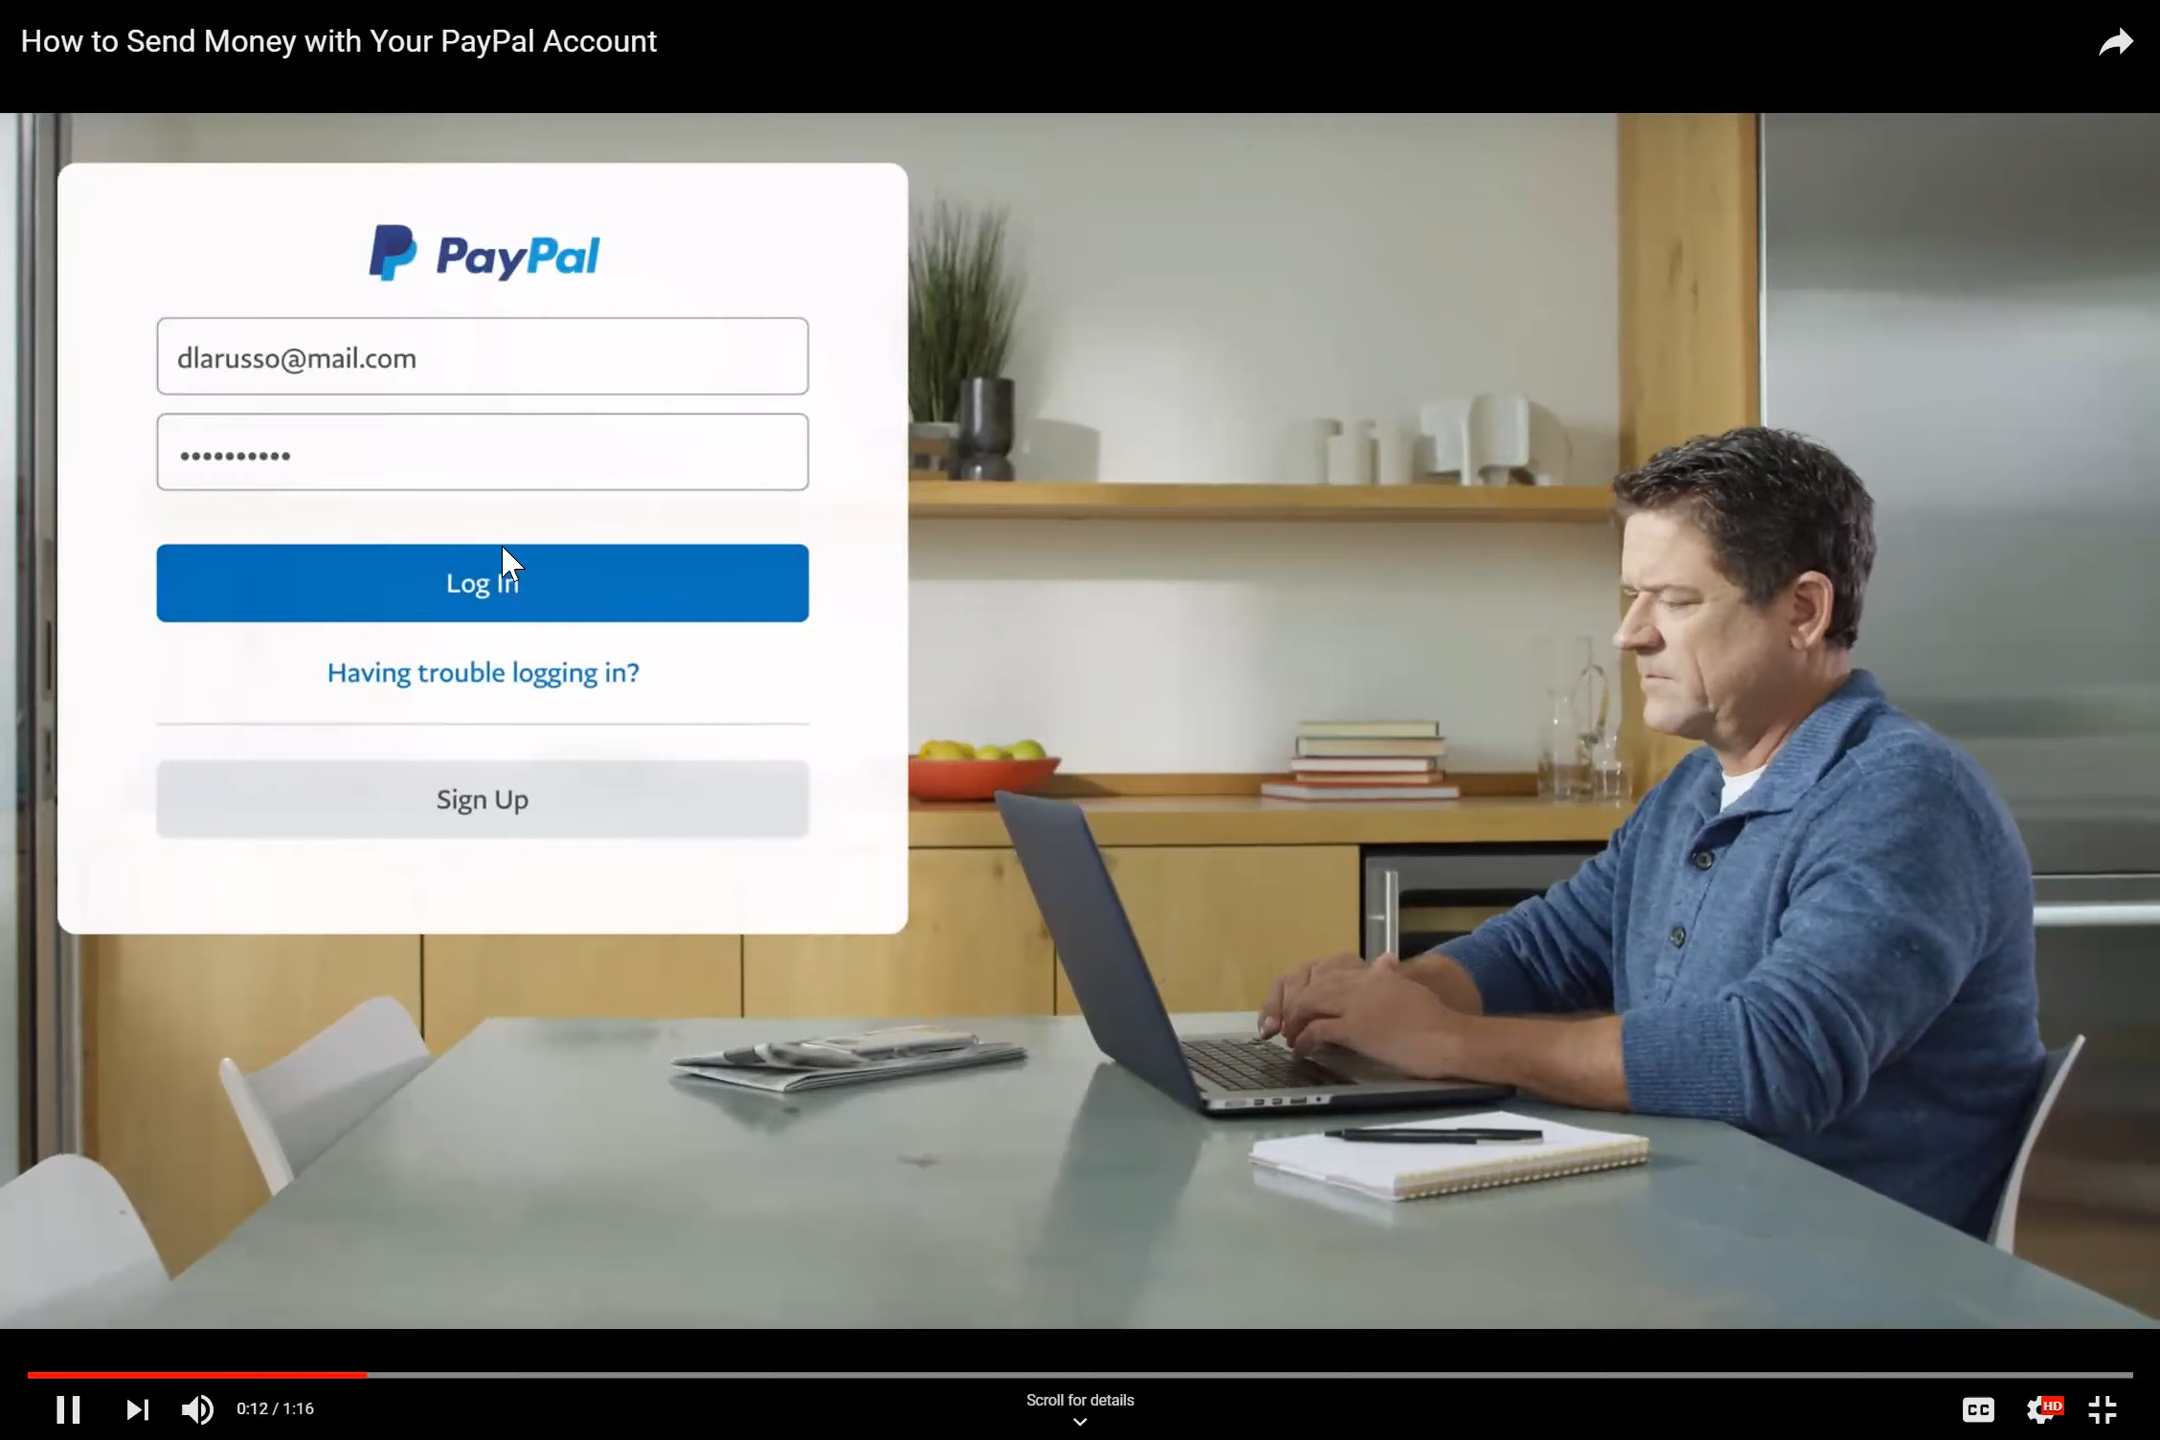 How to Send Money with Your PayPal Account
PayPal
dlarusso@mail.com
••••••••••
Log In
Having trouble logging in?
Sign Up
0:12 / 1:16
Scroll for details
CC
HD